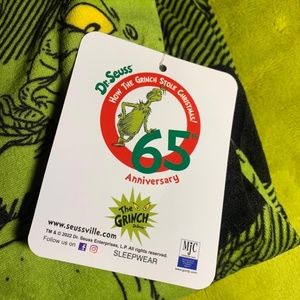 Dr. Seuss
HOW THE GRINCH STOLE CHRISTMAS!
65
Anniversary
The
GRINCH
www.seussville.com
TM & © 2022 Dr. Seuss Enterprises, L.P. All rights reserved.
Follow us on
SLEEPWEAR
MJC